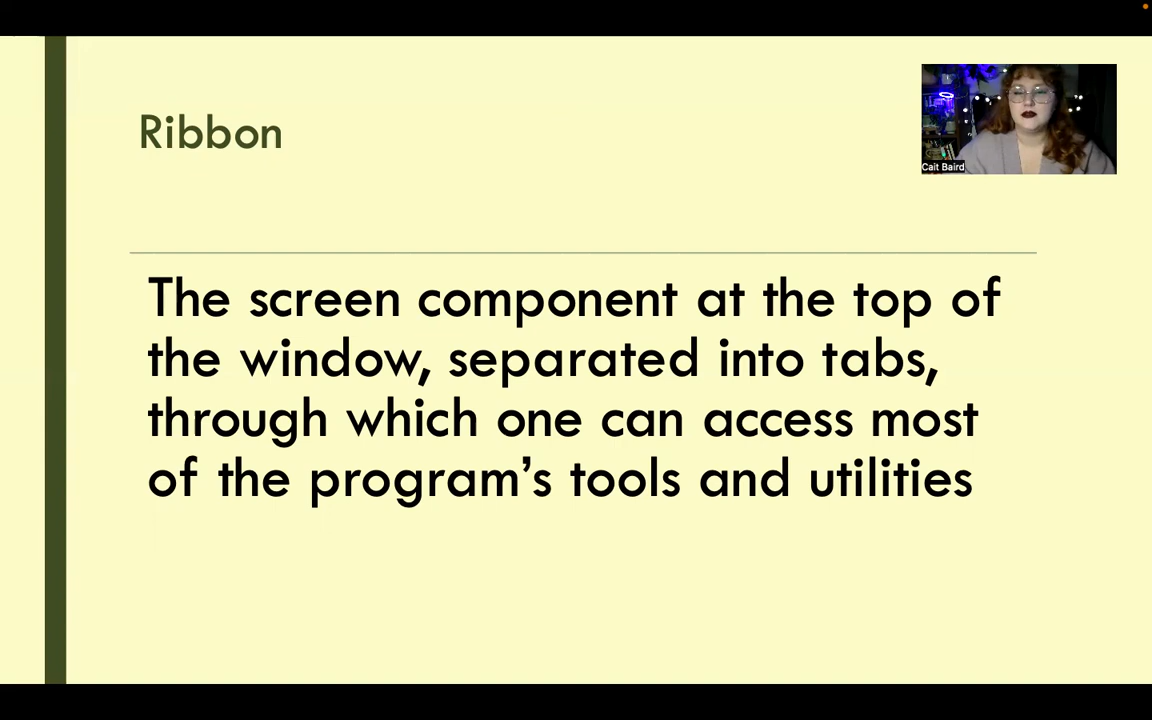 Ribbon
Cait Baird
The screen component at the top of
the window, separated into tabs,
through which one can access most
of the program’s tools and utilities